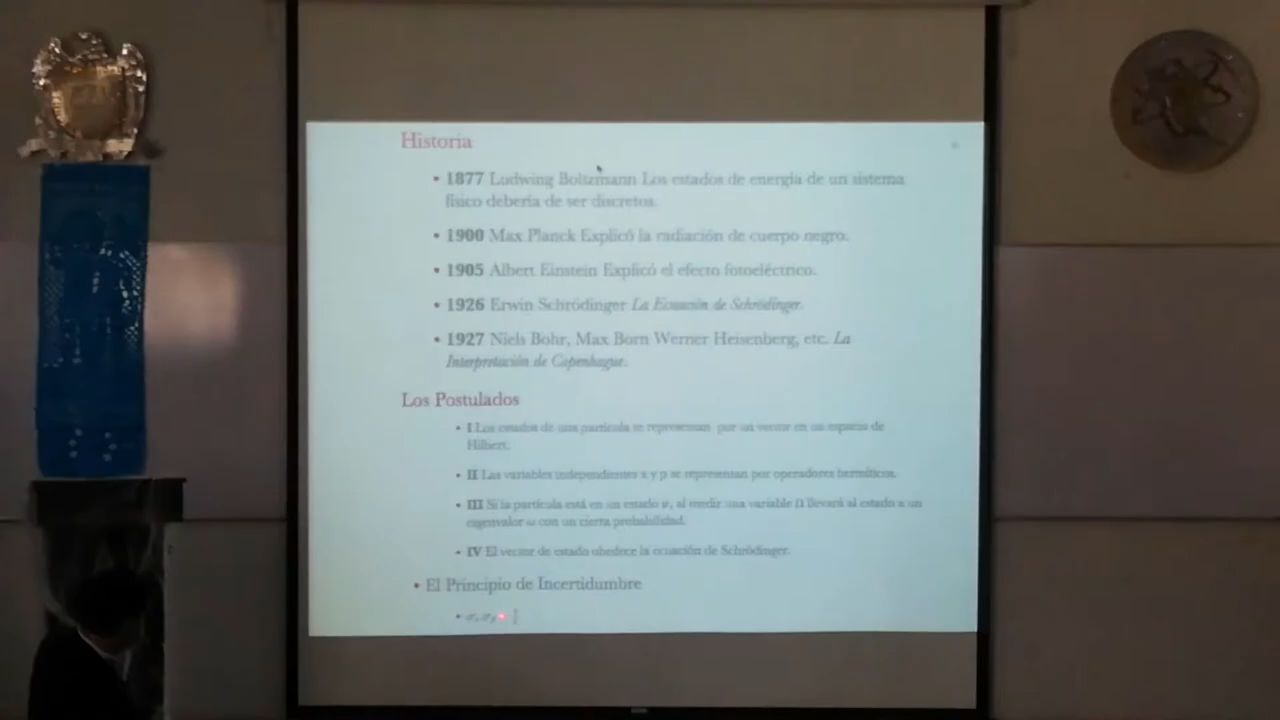 Historia
• 1877 Ludwing Boltzmann Los estados de energía de un sistema
físico debería de ser discretos.
• 1900 Max Planck Explicó la radiación de cuerpo negro.
• 1905 Albert Einstein Explicó el efecto fotoeléctrico.
• 1926 Erwin Schrödinger La Ecuación de Schrödinger.
• 1927 Niels Bohr, Max Born Werner Heisenberg, etc. La
Interpretación de Copenhague.
Los Postulados
• I Los estados de una partícula se representan por un vector en un espacio de
Hilbert.
• II Las variables independientes x y p se representan por operadores hermíticos.
• III Si la partícula está en un estado ψ, al medir una variable Ω llevará al estado a un
eigenvalor ω con un cierta probabilidad.
• IV El vector de estado obedece la ecuación de Schrödinger.
• El Principio de Incertidumbre